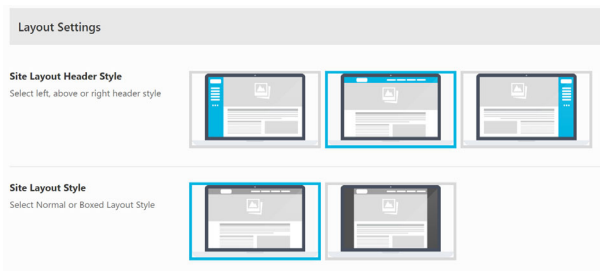 Layout Settings
Site Layout Header Style
Select left, above or right header style
Site Layout Style
Select Normal or Boxed Layout Style